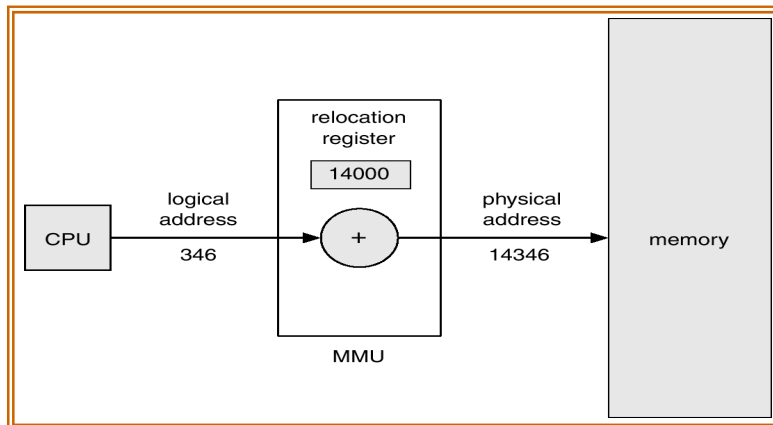 relocation
register
14000
logical
address
physical
address
CPU
+
memory
346
14346
MMU